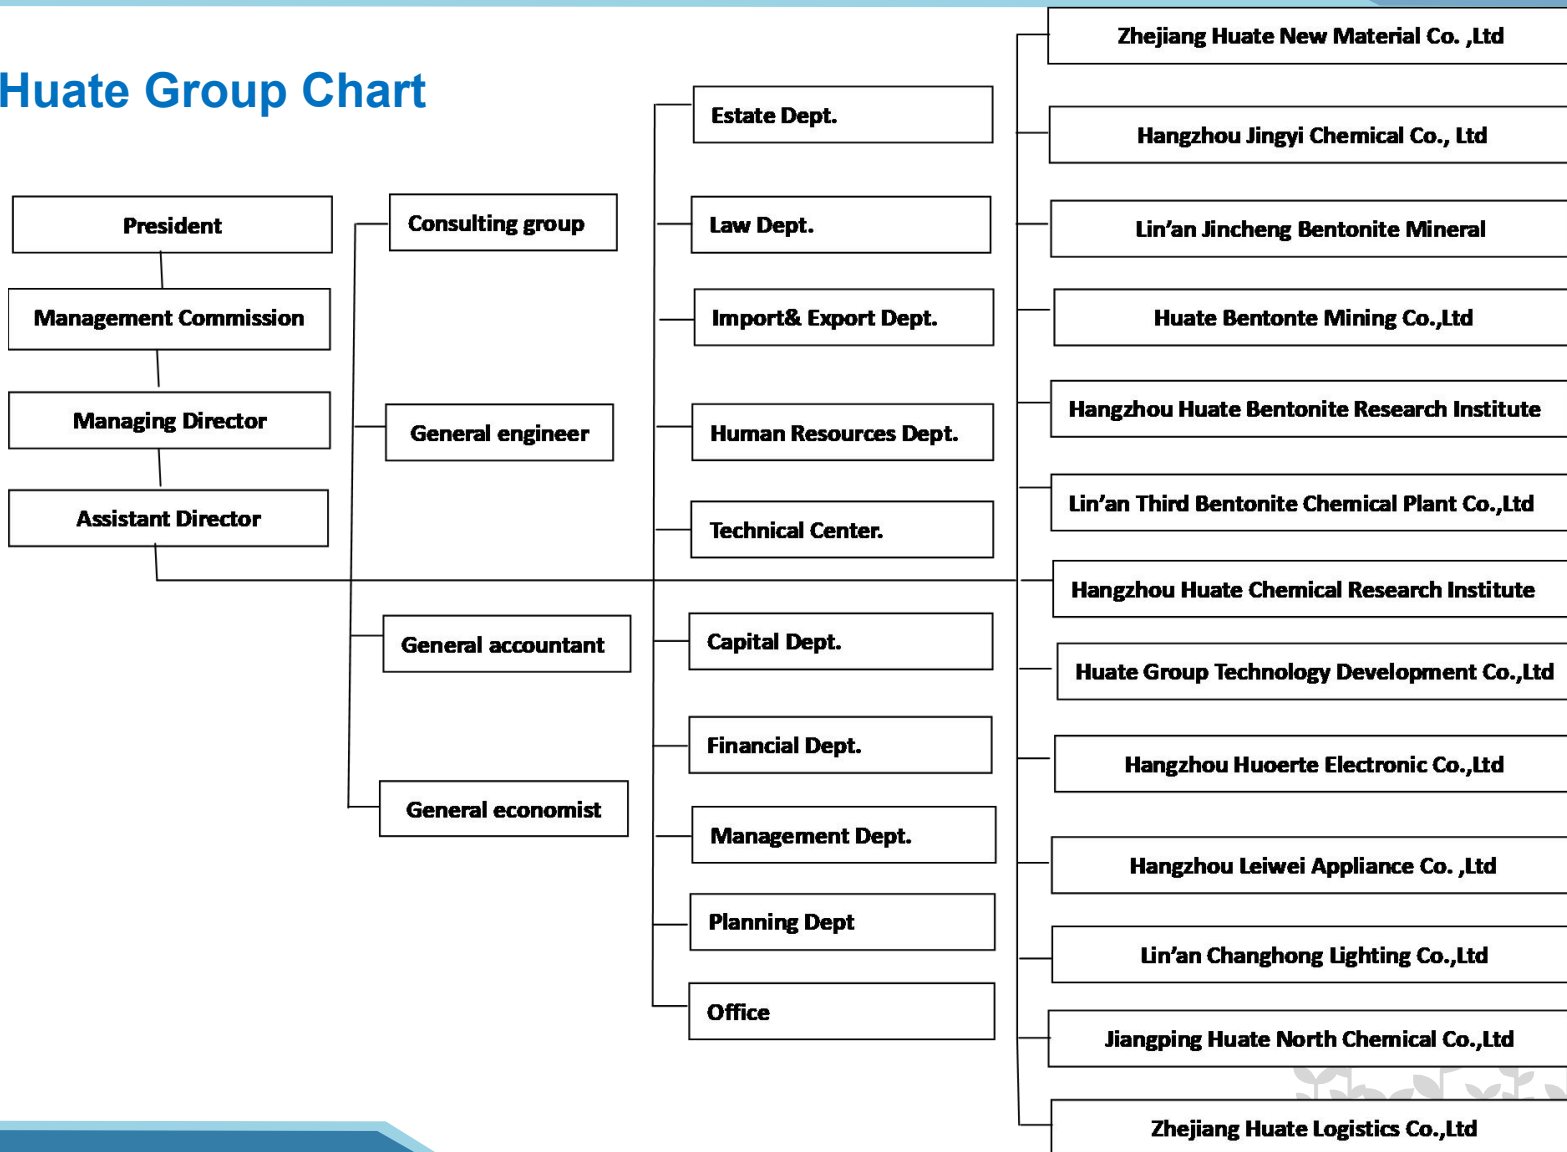 Huate Group Chart
President
Management Commission
Managing Director
Assistant Director
Consulting group
General engineer
General accountant
General economist
Estate Dept.
Law Dept.
Import& Export Dept.
Human Resources Dept.
Technical Center.
Capital Dept.
Financial Dept.
Management Dept.
Planning Dept
Office
Zhejiang Huate New Material Co. ,Ltd
Hangzhou Jingyi Chemical Co., Ltd
Lin’an Jincheng Bentonite Mineral
Huate Bentonte Mining Co.,Ltd
Hangzhou Huate Bentonite Research Institute
Lin’an Third Bentonite Chemical Plant Co.,Ltd
Hangzhou Huate Chemical Research Institute
Huate Group Technology Development Co.,Ltd
Hangzhou Huoerte Electronic Co.,Ltd
Hangzhou Leiwei Appliance Co. ,Ltd
Lin’an Changhong Lighting Co.,Ltd
Jiangping Huate North Chemical Co.,Ltd
Zhejiang Huate Logistics Co.,Ltd